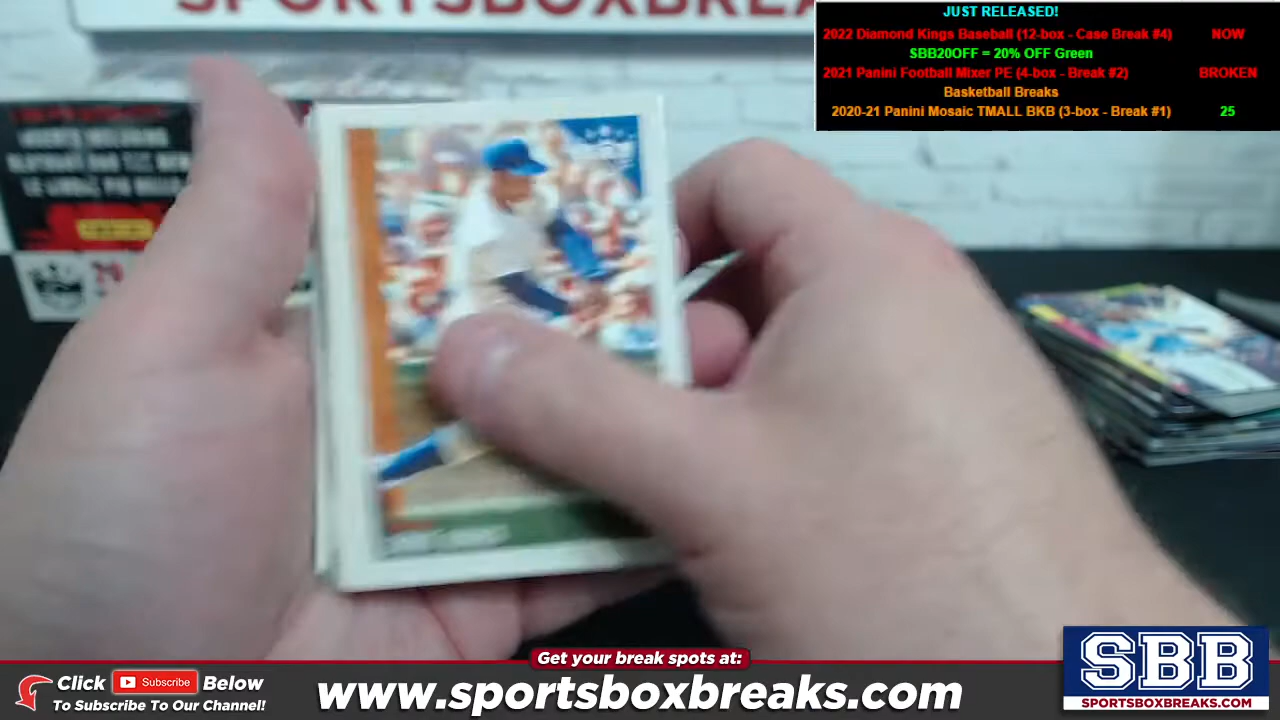 SPORTSBOXBREAKS
JUST RELEASED!
2022 Diamond Kings Baseball (12-box - Case Break #4) NOW
SBB20OFF = 20% OFF Green
2021 Panini Football Mixer PE (4-box - Break #2) BROKEN
Basketball Breaks
2020-21 Panini Mosaic TMALL BKB (3-box - Break #1) 25
Get your break spots at:
Click Subscribe Below
To Subscribe To Our Channel!
www.sportsboxbreaks.com
SBB
SPORTSBOXBREAKS.COM